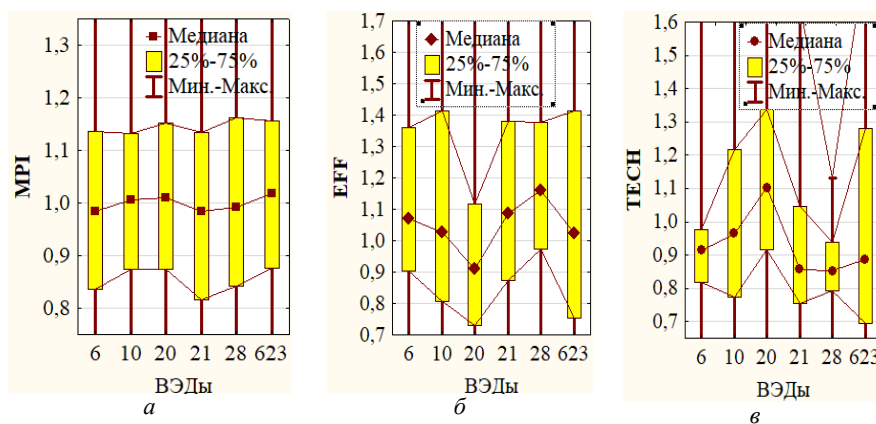 1,3
1,2
1,1
1,0
0,9
0,8
MPI
Медиана
25%-75%
Мин.-Макс.
6 10 20 21 28 623
ВЭДы
а
1,7
1,6
1,5
1,4
1,3
1,2
1,1
1,0
0,9
0,8
0,7
EFF
Медиана
25%-75%
Мин.-Макс.
6 10 20 21 28 623
ВЭДы
б
1,6
1,5
1,4
1,3
1,2
1,1
1,0
0,9
0,8
0,7
TECH
Медиана
25%-75%
Мин.-Макс.
6 10 20 21 28 623
ВЭДы
в